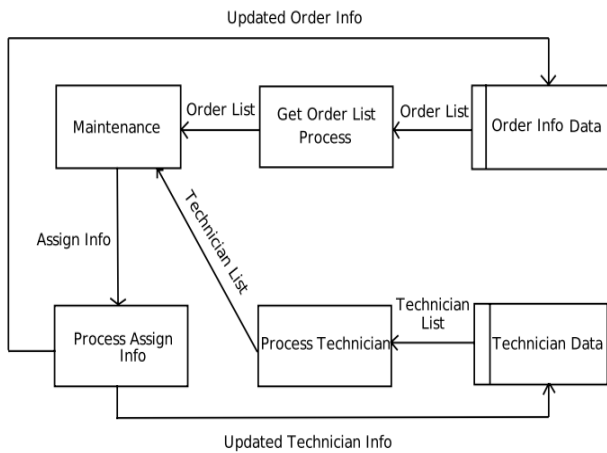 Updated Order Info
Maintenance
Order List
Get Order List
Process
Order List
Order Info Data
Technician List
Assign Info
Process Assign
Info
Process Technician
Technician
List
Technician Data
Updated Technician Info